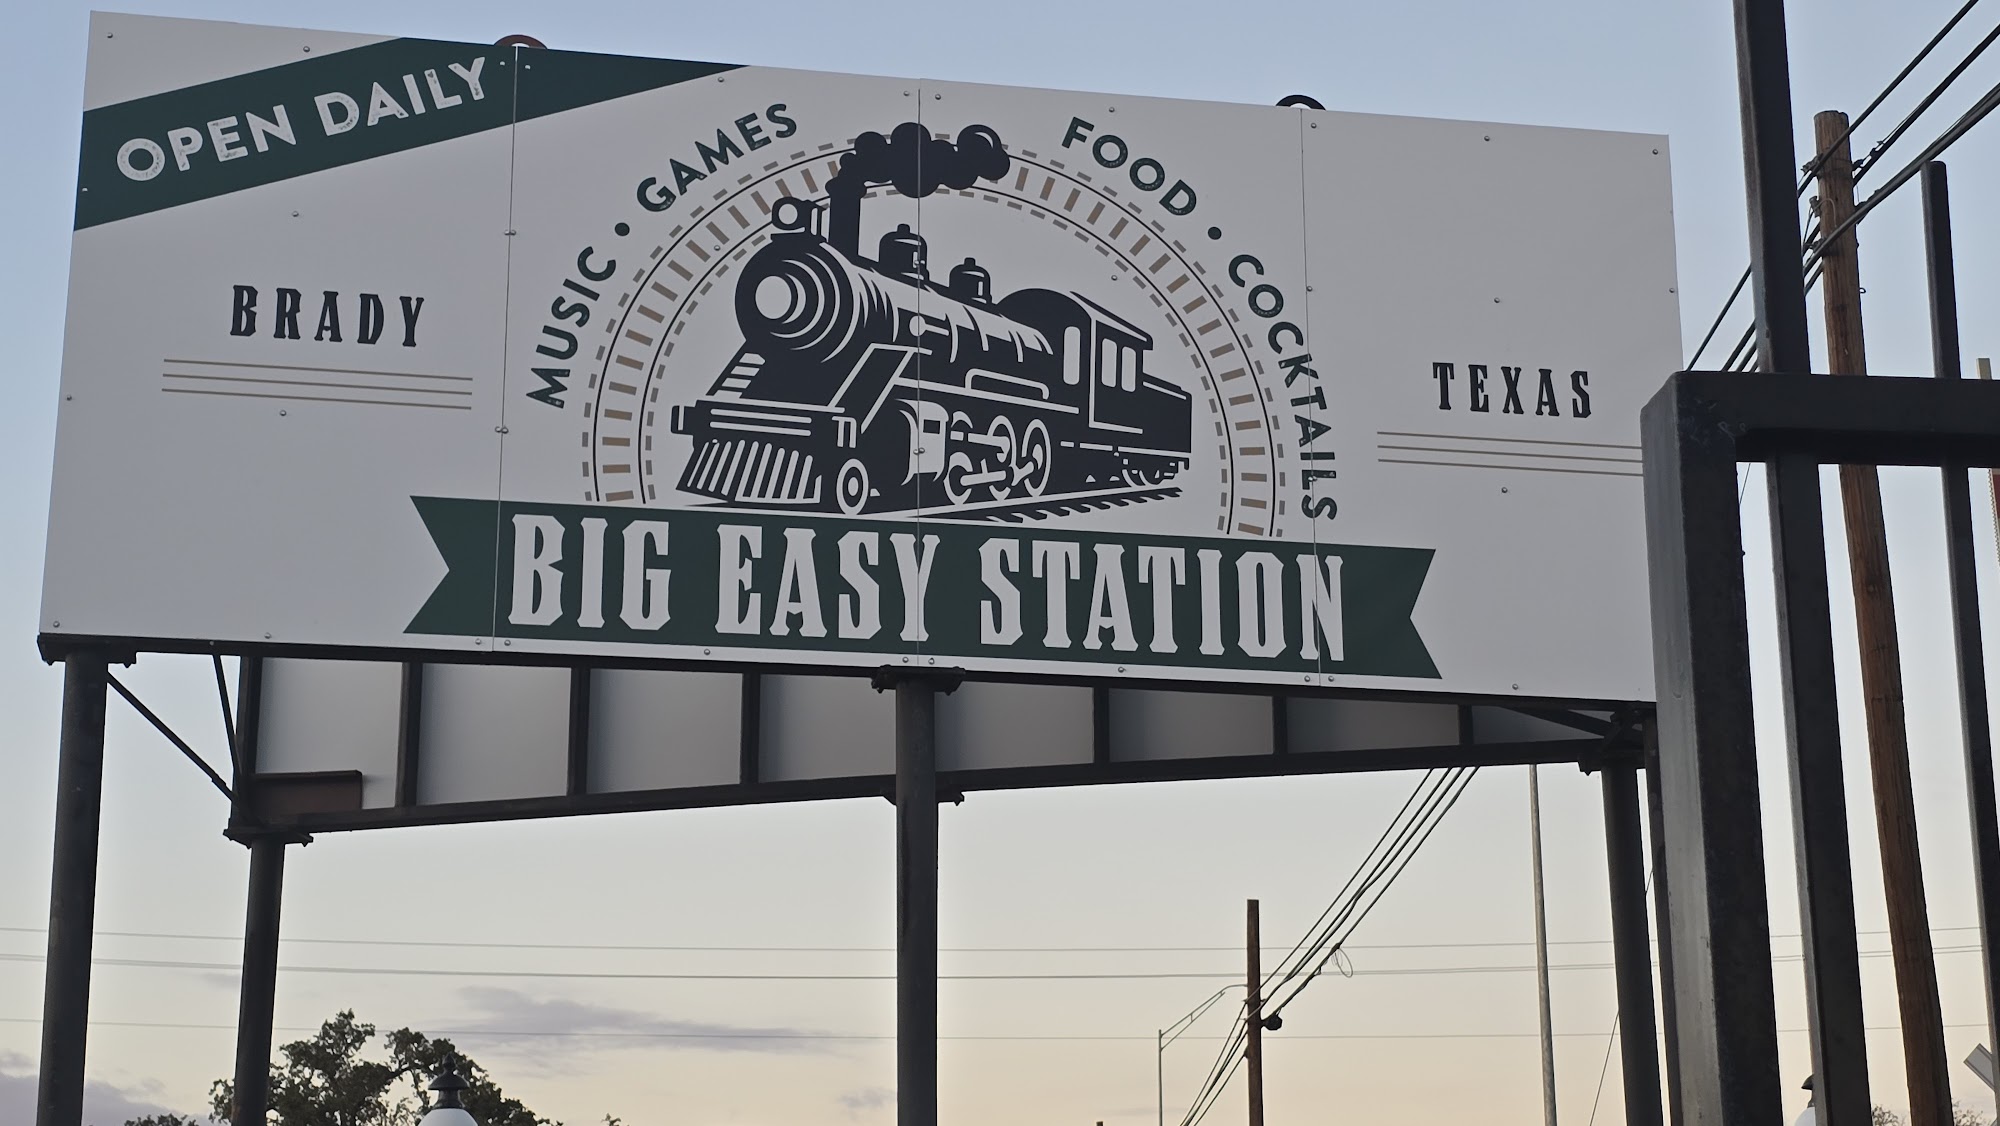 OPEN DAILY
MUSIC • GAMES
FOOD • COCKTAILS
BRADY
TEXAS
BIG EASY STATION